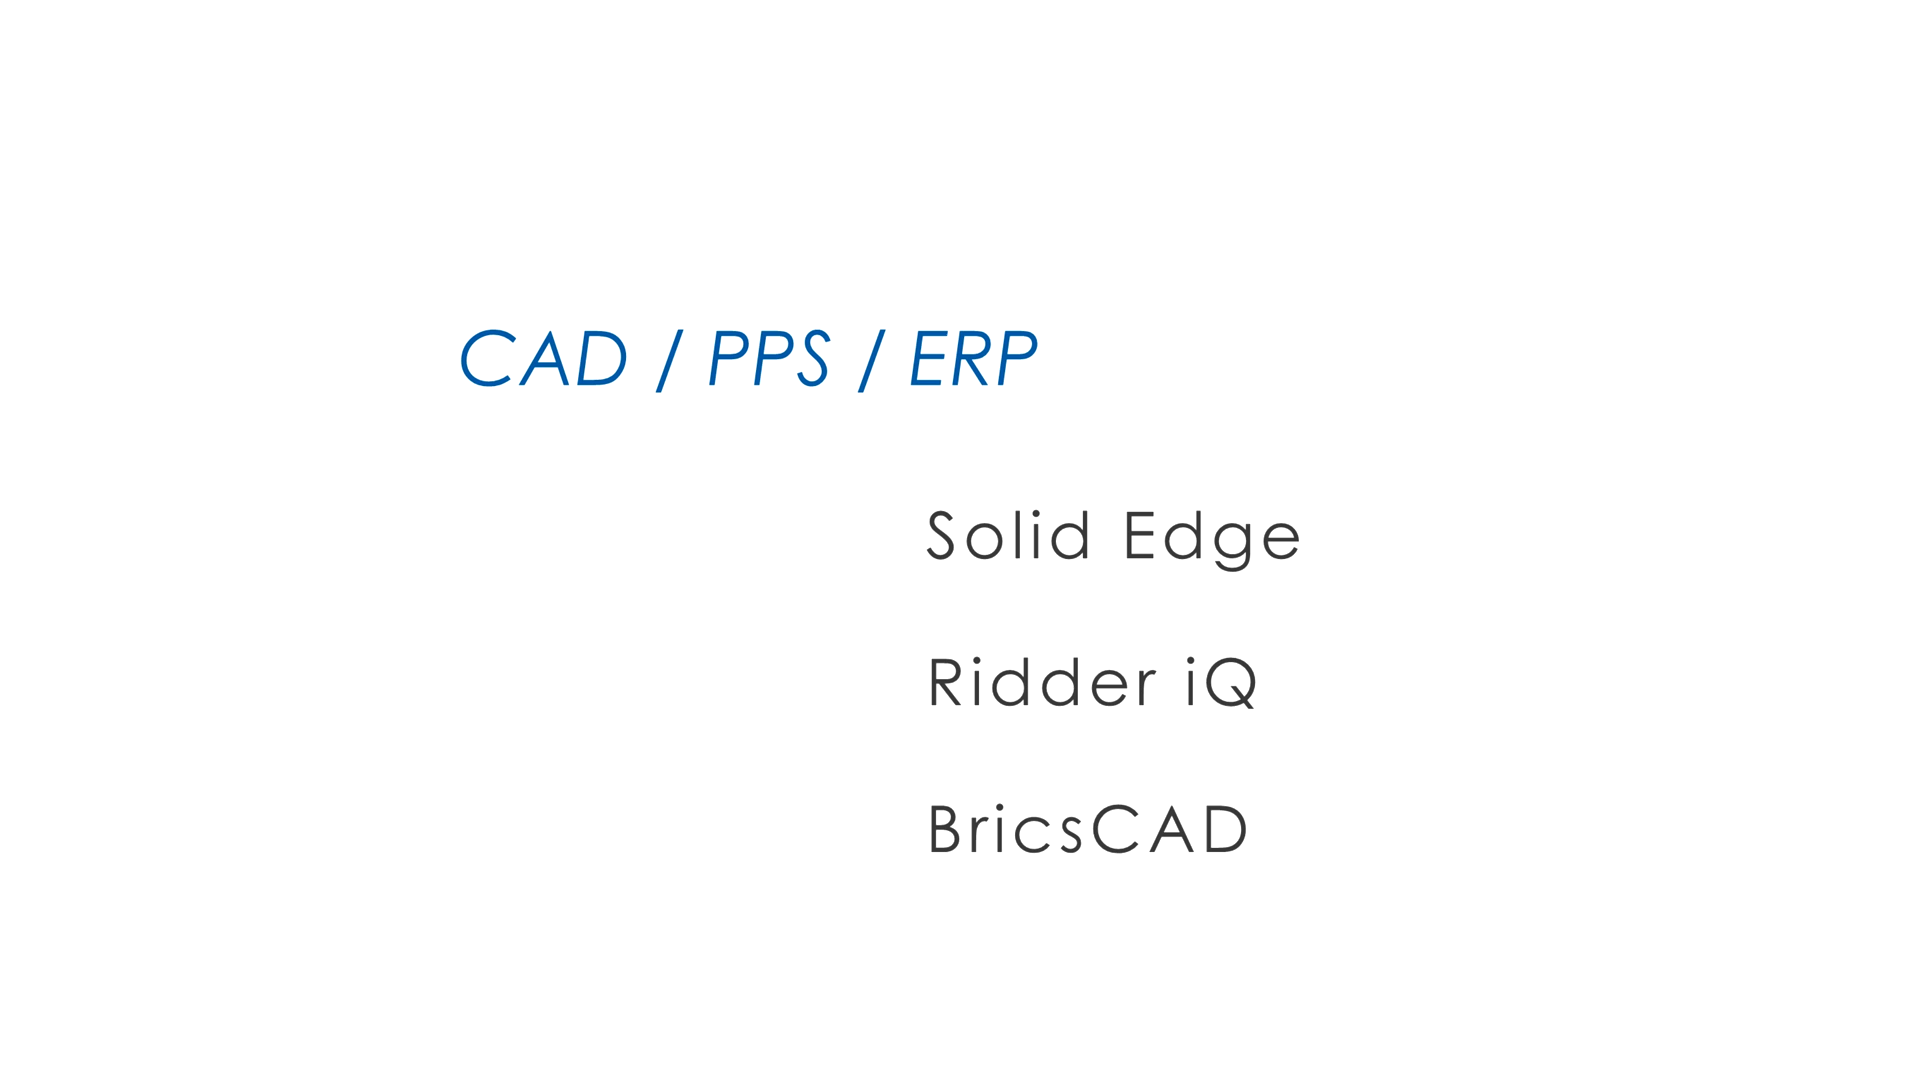 CAD / PPS / ERP
Solid Edge
Ridder iQ
BricsCAD